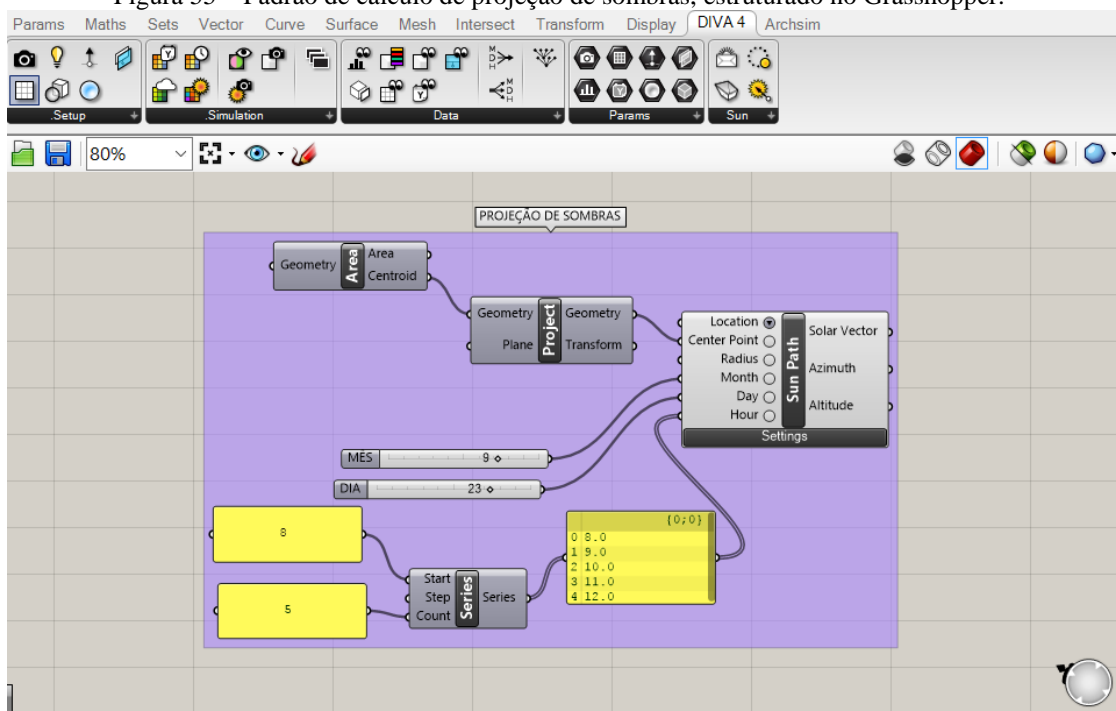 Figura 33 – Padrão de cálculo de projeção de sombras, estruturado no Grasshopper.
Params Maths Sets Vector Curve Surface Mesh Intersect Transform Display DIVA 4 Archsim
.Setup .Simulation Data Params Sun
80%
PROJEÇÃO DE SOMBRAS
Geometry Area Area
Centroid
Geometry Project Geometry
Plane Transform
Location Sun Path Solar Vector
Center Point
Radius Azimuth
Month
Day Altitude
Hour
Settings
MÊS 9
DIA 23
8
5
Start Series Series
Step
Count
{0;0}
0 8.0
1 9.0
2 10.0
3 11.0
4 12.0